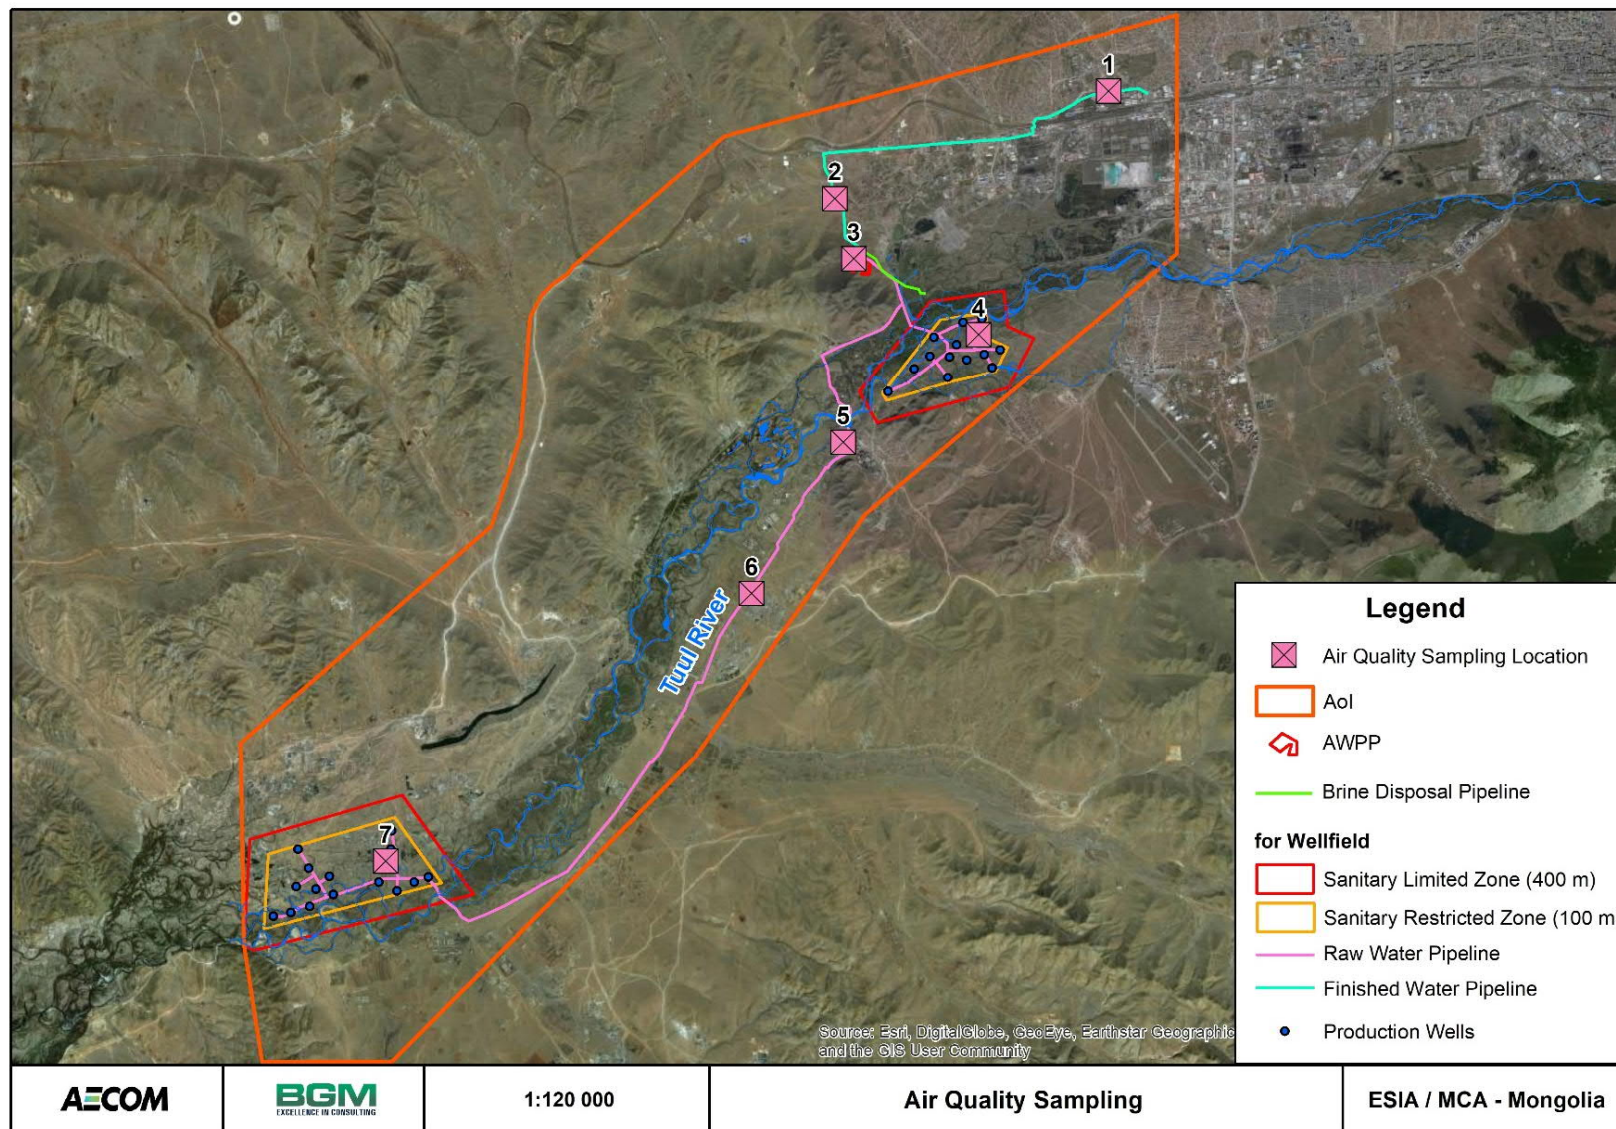 1
2
3
4
5
6
7
Tuul River
Legend
Air Quality Sampling Location
AoI
AWPP
Brine Disposal Pipeline
for Wellfield
Sanitary Limited Zone (400 m)
Sanitary Restricted Zone (100 m
Raw Water Pipeline
Finished Water Pipeline
Production Wells
Source: Esri, DigitalGlobe, GeoEye, Earthstar Geographic
and the GIS User Community
AECOM
BGM
EXCELLENCE IN CONSULTING
1:120 000
Air Quality Sampling
ESIA / MCA - Mongolia